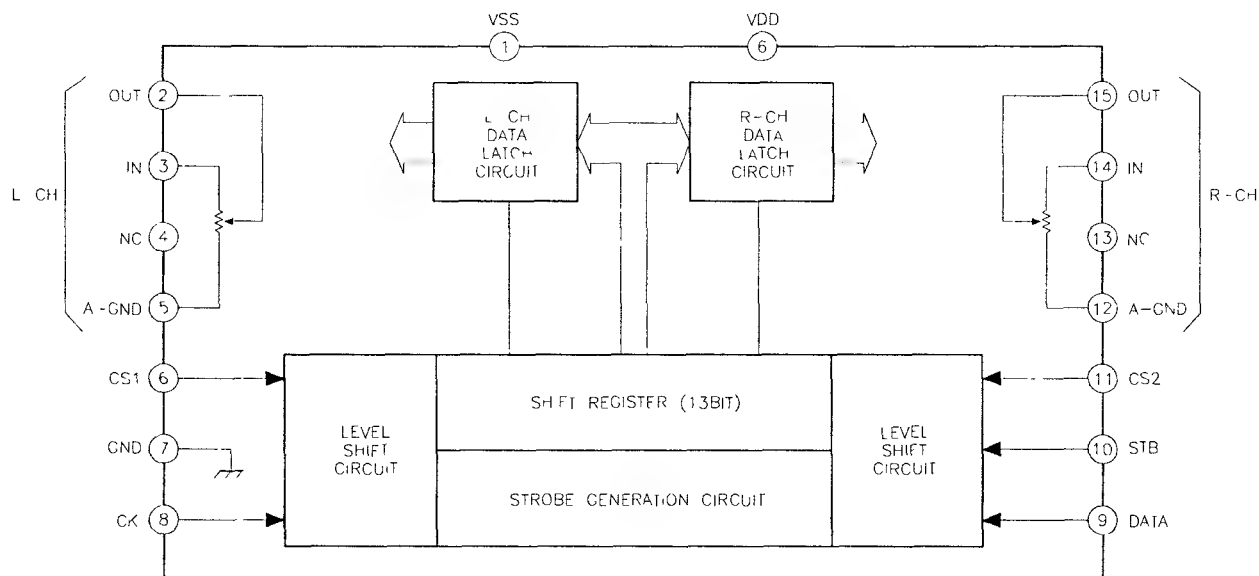 VSS
1
VDD
6
OUT 2
IN 3
NC 4
A-GND 5
L CH
L CH
DATA
LATCH
CIRCUIT
R-CH
DATA
LATCH
CIRCUIT
15 OUT
14 IN
13 NC
12 A-GND
R-CH
CS1 6
GND 7
CK 8
LEVEL
SHIFT
CIRCUIT
SHIFT REGISTER (13BIT)
STROBE GENERATION CIRCUIT
LEVEL
SHIFT
CIRCUIT
11 CS2
10 STB
9 DATA